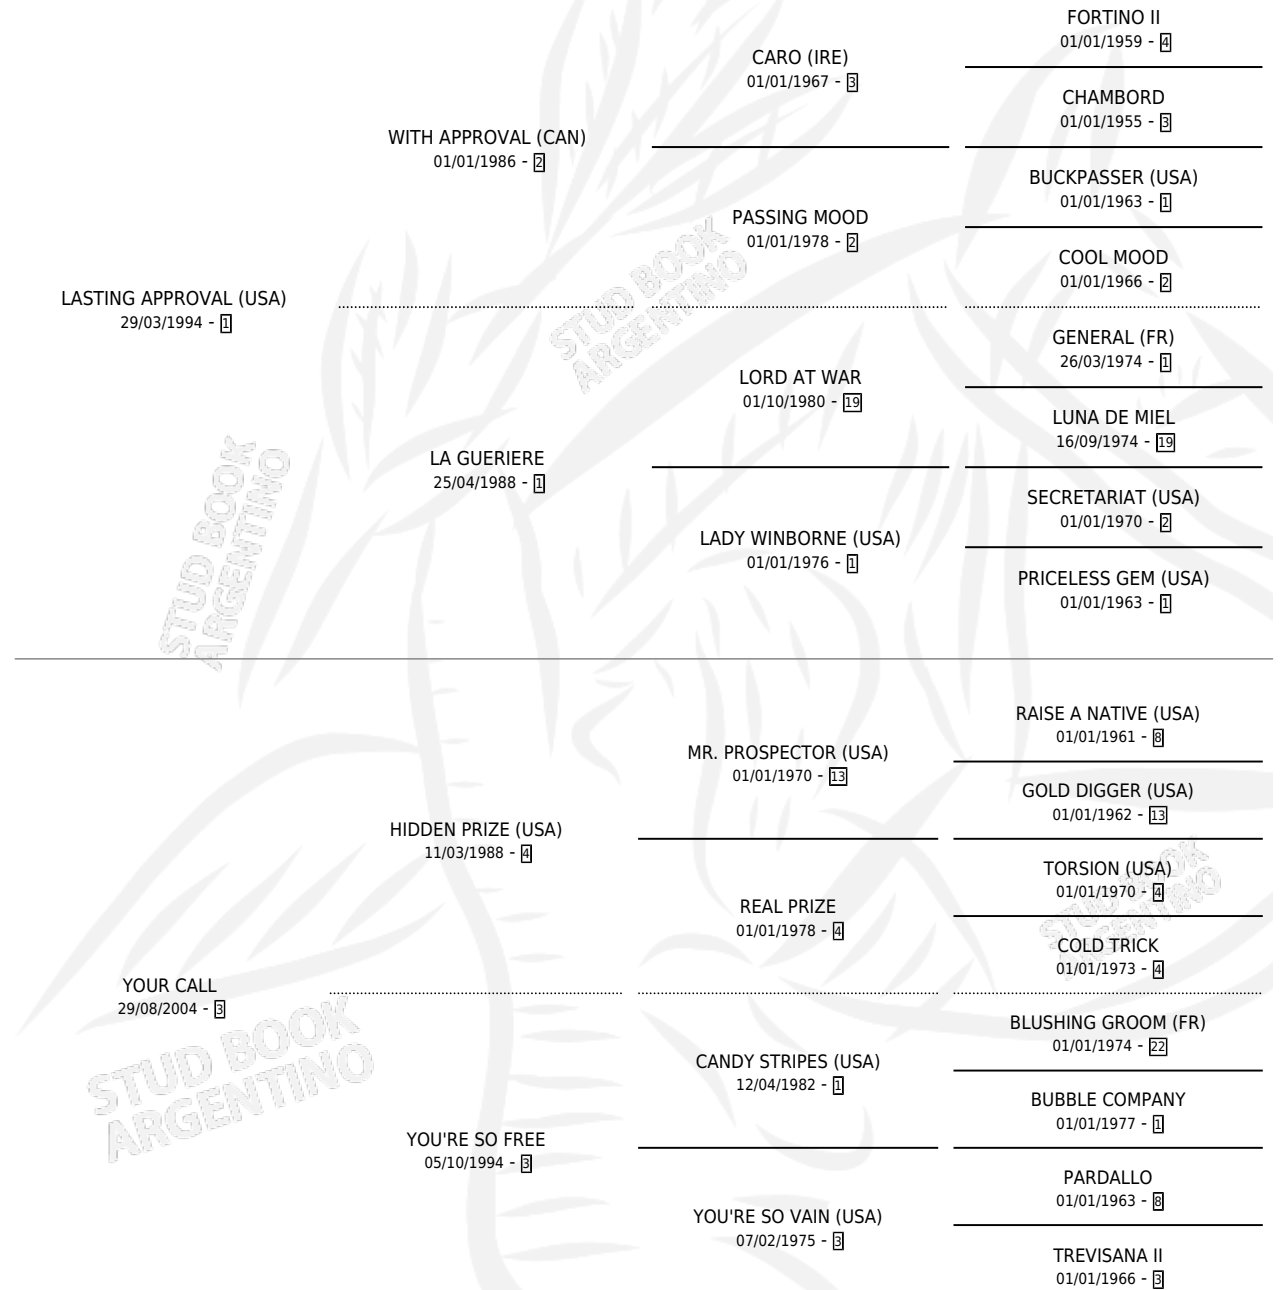 FORTINO II
01/01/1959 - 4
CARO (IRE)
01/01/1967 - 3
CHAMBORD
01/01/1955 - 3
WITH APPROVAL (CAN)
01/01/1986 - 2
BUCKPASSER (USA)
01/01/1963 - 1
PASSING MOOD
01/01/1978 - 2
COOL MOOD
01/01/1966 - 2
LASTING APPROVAL (USA)
29/03/1994 - 1
GENERAL (FR)
26/03/1974 - 1
LORD AT WAR
01/10/1980 - 19
LUNA DE MIEL
16/09/1974 - 19
LA GUERIERE
25/04/1988 - 1
SECRETARIAT (USA)
01/01/1970 - 2
LADY WINBORNE (USA)
01/01/1976 - 1
PRICELESS GEM (USA)
01/01/1963 - 1
STUD BOOK
ARGENTINO
STUD BOOK
ARGENTINO
RAISE A NATIVE (USA)
01/01/1961 - 8
MR. PROSPECTOR (USA)
01/01/1970 - 13
GOLD DIGGER (USA)
01/01/1962 - 13
HIDDEN PRIZE (USA)
11/03/1988 - 4
TORSION (USA)
01/01/1970 - 4
REAL PRIZE
01/01/1978 - 4
COLD TRICK
01/01/1973 - 4
YOUR CALL
29/08/2004 - 3
BLUSHING GROOM (FR)
01/01/1974 - 22
CANDY STRIPES (USA)
12/04/1982 - 1
BUBBLE COMPANY
01/01/1977 - 1
YOU'RE SO FREE
05/10/1994 - 3
PARDALLO
01/01/1963 - 8
YOU'RE SO VAIN (USA)
07/02/1975 - 3
TREVISANA II
01/01/1966 - 3
STUD BOOK
ARGENTINO
STUD BOOK
ARGENTINO